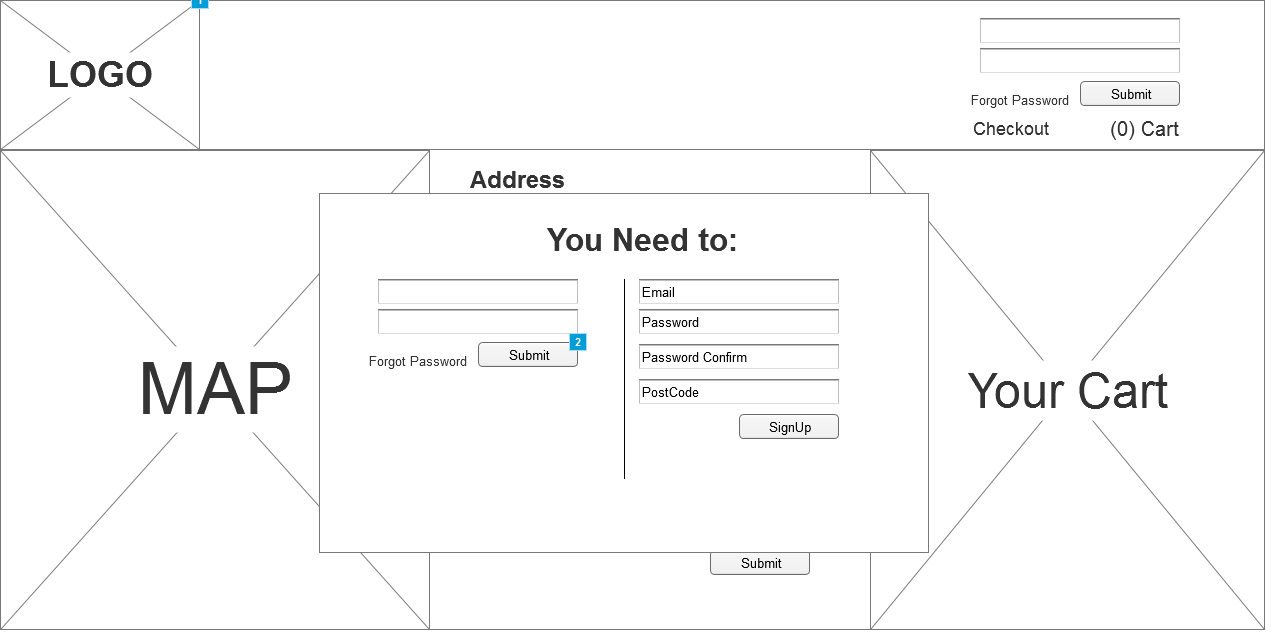 1
LOGO
Forgot Password
Submit
Checkout
(0) Cart
Address
You Need to:
Email
Password
2
Forgot Password
Submit
Password Confirm
PostCode
SignUp
MAP
Your Cart
Submit